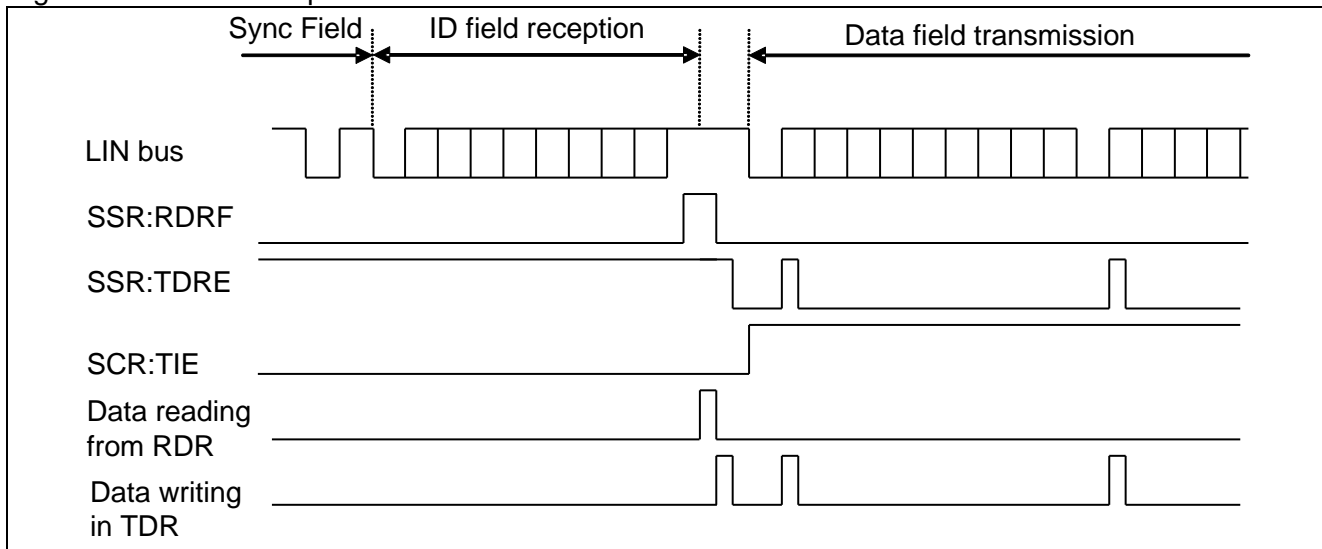 Sync Field
ID field reception
Data field transmission
LIN bus
SSR:RDRF
SSR:TDRE
SCR:TIE
Data reading
from RDR
Data writing
in TDR